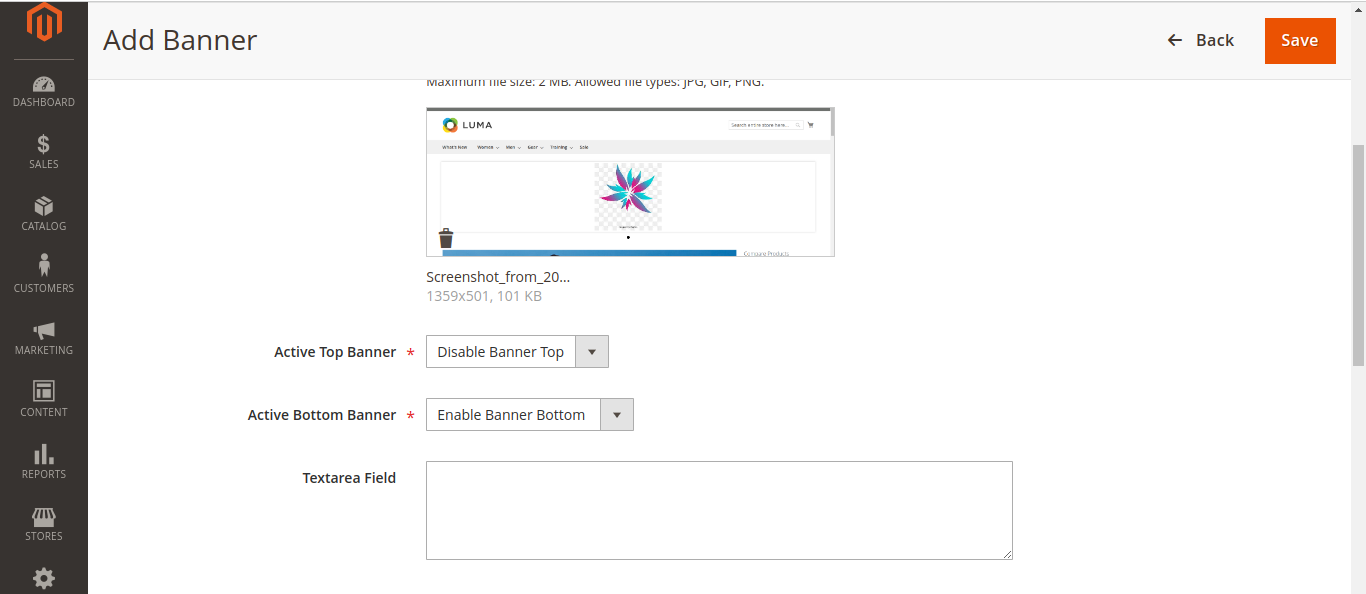 Add Banner
Back
Save
DASHBOARD
SALES
CATALOG
CUSTOMERS
MARKETING
CONTENT
REPORTS
STORES
Maximum file size: 2 MB. Allowed file types: JPG, GIF, PNG.
LUMA
Search entire store here...
What's New Women Men Gear Training Sale
Compare Products
Screenshot_from_20...
1359x501, 101 KB
Active Top Banner * Disable Banner Top
Active Bottom Banner * Enable Banner Bottom
Textarea Field